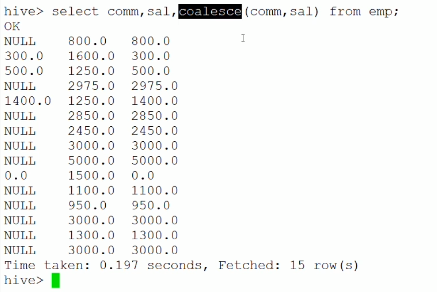 hive> select comm,sal,coalesce(comm,sal) from emp;
OK
NULL 800.0 800.0
300.0 1600.0 300.0
500.0 1250.0 500.0
NULL 2975.0 2975.0
1400.0 1250.0 1400.0
NULL 2850.0 2850.0
NULL 2450.0 2450.0
NULL 3000.0 3000.0
NULL 5000.0 5000.0
0.0 1500.0 0.0
NULL 1100.0 1100.0
NULL 950.0 950.0
NULL 3000.0 3000.0
NULL 1300.0 1300.0
NULL 3000.0 3000.0
Time taken: 0.197 seconds, Fetched: 15 row(s)
hive>